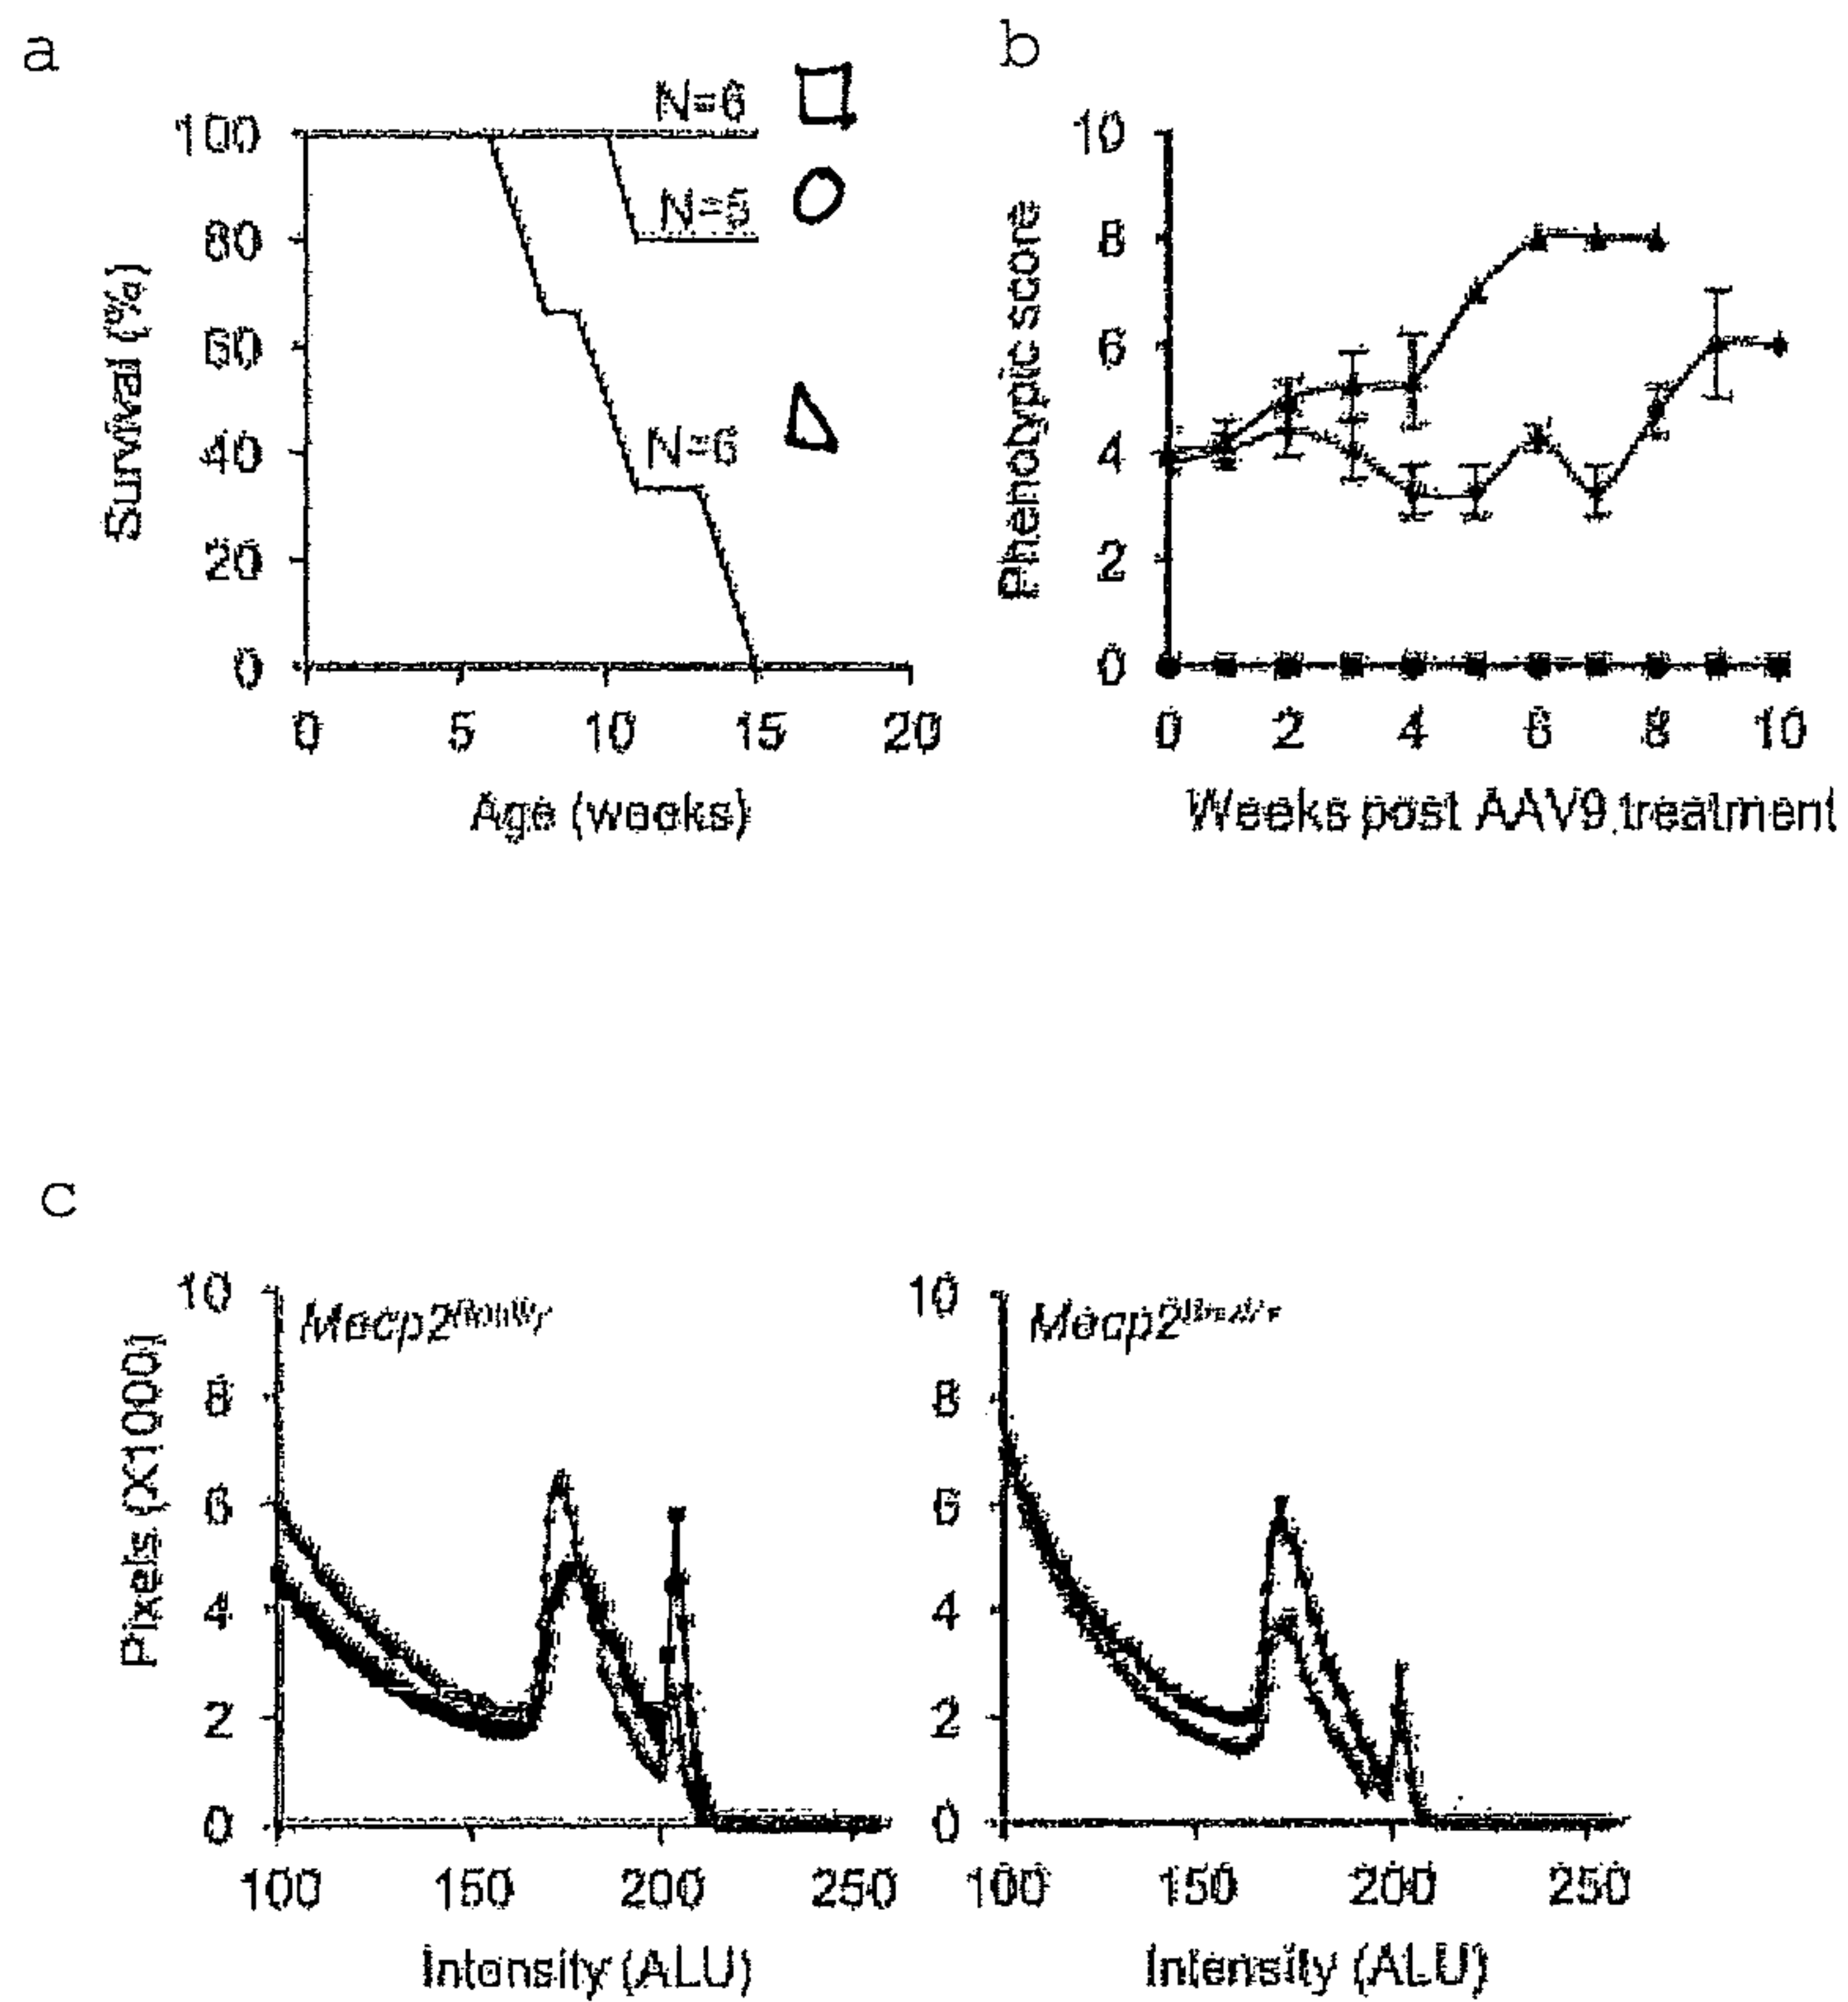 a
N=6
100
N=5
80
Survival (%)
60
N=6
40
20
0
0 5 10 15 20
Age (weeks)
b
10
8
Phenotypic score
6
4
2
0
0 2 4 6 8 10
Weeks post AAV9 treatment
c
10
Mecp2
8
Pixels (X1000)
6
4
2
0
100 150 200 250
Intensity (ALU)
10
Mecp2
8
6
4
2
0
100 150 200 250
Intensity (ALU)